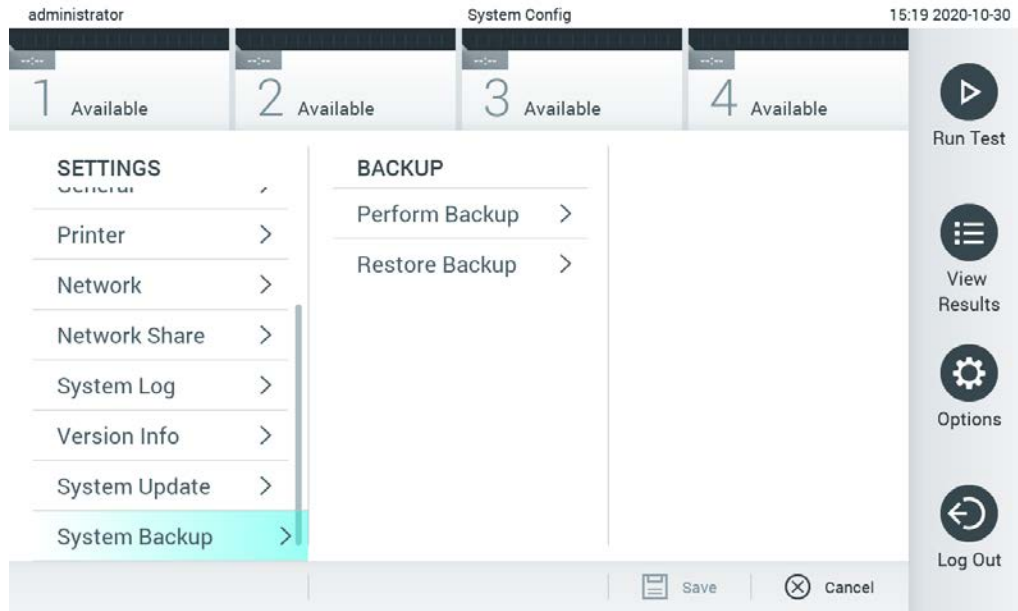 administrator System Config 15:19 2020-10-30
--:-- --:-- --:-- --:--
1 Available 2 Available 3 Available 4 Available
Run Test
SETTINGS
General
Printer
Network
Network Share
System Log
Version Info
System Update
System Backup
BACKUP
Perform Backup
Restore Backup
View
Results
Options
Log Out
Save Cancel